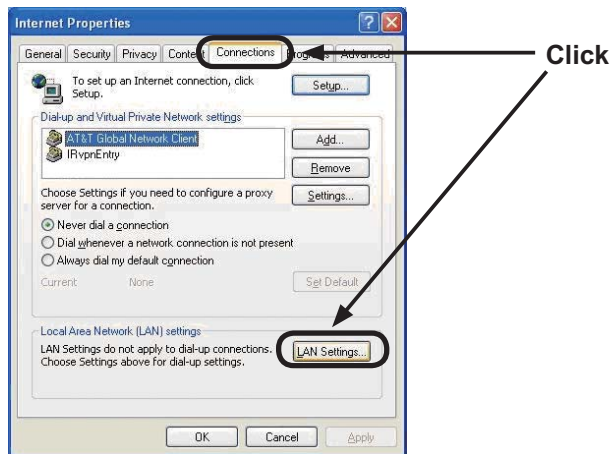 Internet Properties
General Security Privacy Content Connections Programs Advanced
Click
To set up an Internet connection, click
Setup.
Setup...
Dial-up and Virtual Private Network settings
AT&T Global Network Client
IRvpnEntry
Add...
Remove
Choose Settings if you need to configure a proxy
server for a connection.
Settings...
Never dial a connection
Dial whenever a network connection is not present
Always dial my default connection
Current None
Set Default
Local Area Network (LAN) settings
LAN Settings do not apply to dial-up connections.
Choose Settings above for dial-up settings.
LAN Settings...
OK Cancel Apply